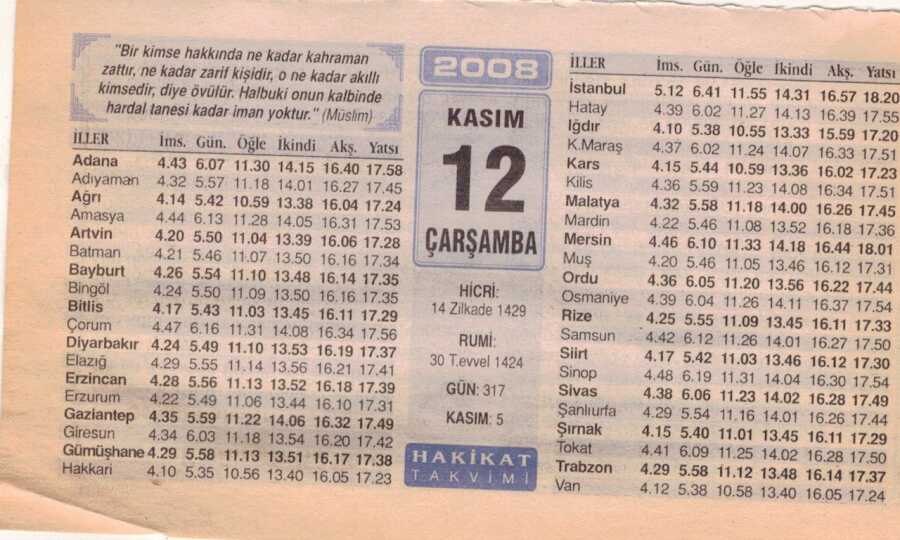 "Bir kimse hakkında ne kadar kahraman
zattır, ne kadar zarif kişidir, o ne kadar akıllı
kimsedir, diye övülür. Halbuki onun kalbinde
hardal tanesi kadar iman yoktur." (Müslim)
İLLER İms. Gün. Öğle İkindi Akş. Yatsı
Adana 4.43 6.07 11.30 14.15 16.40 17.58
Adıyaman 4.32 5.57 11.18 14.01 16.27 17.45
Ağrı 4.14 5.42 10.59 13.38 16.04 17.24
Amasya 4.44 6.13 11.28 14.05 16.31 17.53
Artvin 4.20 5.50 11.04 13.39 16.06 17.28
Batman 4.21 5.46 11.07 13.50 16.16 17.34
Bayburt 4.26 5.54 11.10 13.48 16.14 17.35
Bingöl 4.24 5.50 11.09 13.50 16.16 17.35
Bitlis 4.17 5.43 11.03 13.45 16.11 17.29
Çorum 4.47 6.16 11.31 14.08 16.34 17.56
Diyarbakır 4.24 5.49 11.10 13.53 16.19 17.37
Elazığ 4.29 5.55 11.14 13.56 16.21 17.41
Erzincan 4.28 5.56 11.13 13.52 16.18 17.39
Erzurum 4.22 5.49 11.06 13.44 16.10 17.31
Gaziantep 4.35 5.59 11.22 14.06 16.32 17.49
Giresun 4.34 6.03 11.18 13.54 16.20 17.42
Gümüşhane 4.29 5.58 11.13 13.51 16.17 17.38
Hakkari 4.10 5.35 10.56 13.40 16.05 17.23
2008
KASIM
12
ÇARŞAMBA
HİCRİ:
14 Zilkade 1429
RUMİ:
30 T.evvel 1424
GÜN: 317
KASIM: 5
HAKİKAT
TAKVİMİ
İLLER İms. Gün. Öğle İkindi Akş. Yatsı
İstanbul 5.12 6.41 11.55 14.31 16.57 18.20
Hatay 4.39 6.02 11.27 14.13 16.39 17.55
Iğdır 4.10 5.38 10.55 13.33 15.59 17.20
K.Maraş 4.37 6.02 11.24 14.07 16.33 17.51
Kars 4.15 5.44 10.59 13.36 16.02 17.23
Kilis 4.36 5.59 11.23 14.08 16.34 17.51
Malatya 4.32 5.58 11.18 14.00 16.26 17.45
Mardin 4.22 5.46 11.08 13.52 16.18 17.36
Mersin 4.46 6.10 11.33 14.18 16.44 18.01
Muş 4.20 5.46 11.05 13.46 16.12 17.31
Ordu 4.36 6.05 11.20 13.56 16.22 17.44
Osmaniye 4.39 6.04 11.26 14.11 16.37 17.54
Rize 4.25 5.55 11.09 13.45 16.11 17.33
Samsun 4.42 6.12 11.26 14.01 16.27 17.50
Siirt 4.17 5.42 11.03 13.46 16.12 17.30
Sinop 4.48 6.19 11.31 14.04 16.30 17.54
Sivas 4.38 6.06 11.23 14.02 16.28 17.49
Şanlıurfa 4.29 5.54 11.16 14.01 16.26 17.44
Şırnak 4.15 5.40 11.01 13.45 16.11 17.29
Tokat 4.41 6.09 11.25 14.02 16.28 17.50
Trabzon 4.29 5.58 11.12 13.48 16.14 17.37
Van 4.12 5.38 10.58 13.40 16.05 17.24